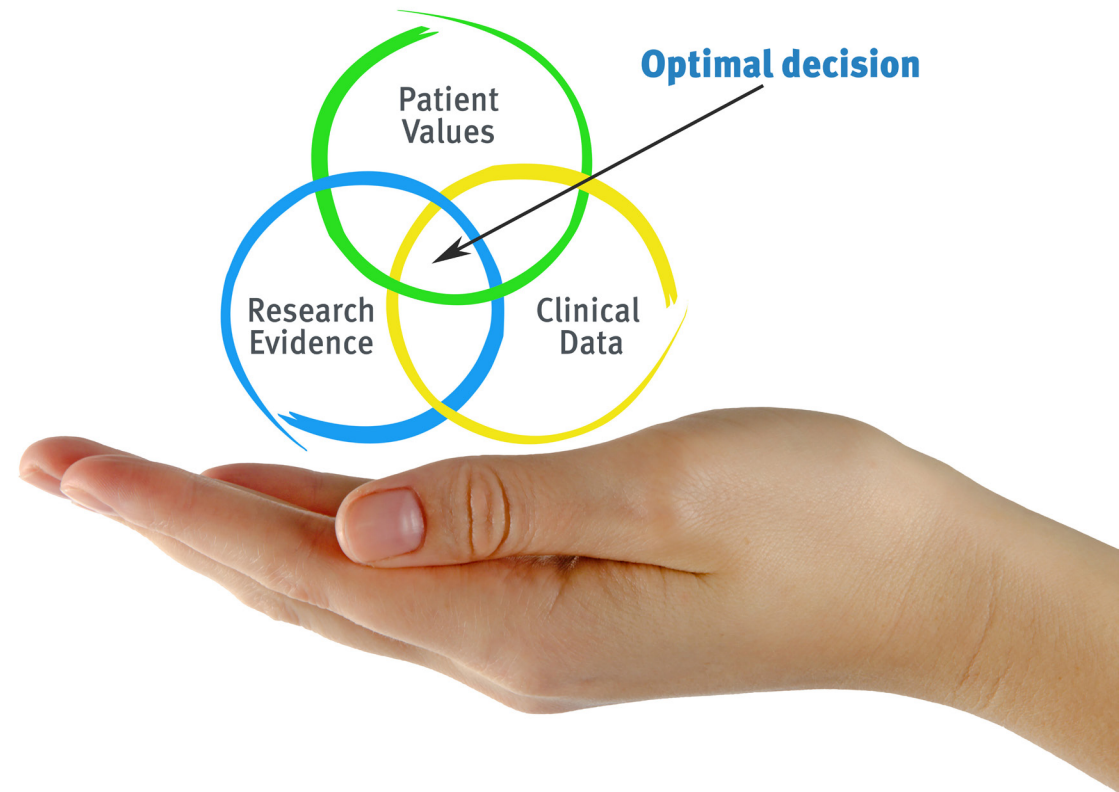 Optimal decision
Patient
Values
Research
Evidence
Clinical
Data